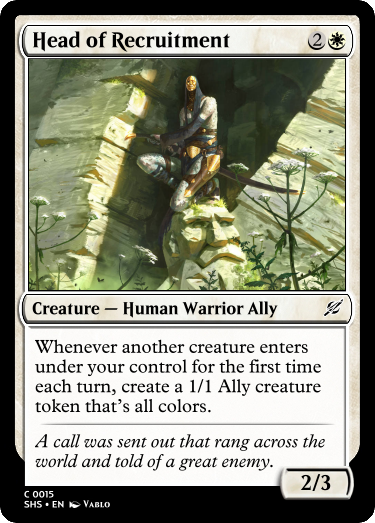 Head of Recruitment 2
Creature — Human Warrior Ally
Whenever another creature enters
under your control for the first time
each turn, create a 1/1 Ally creature
token that's all colors.
A call was sent out that rang across the
world and told of a great enemy.
2/3
C 0015
SHS • EN Vablo